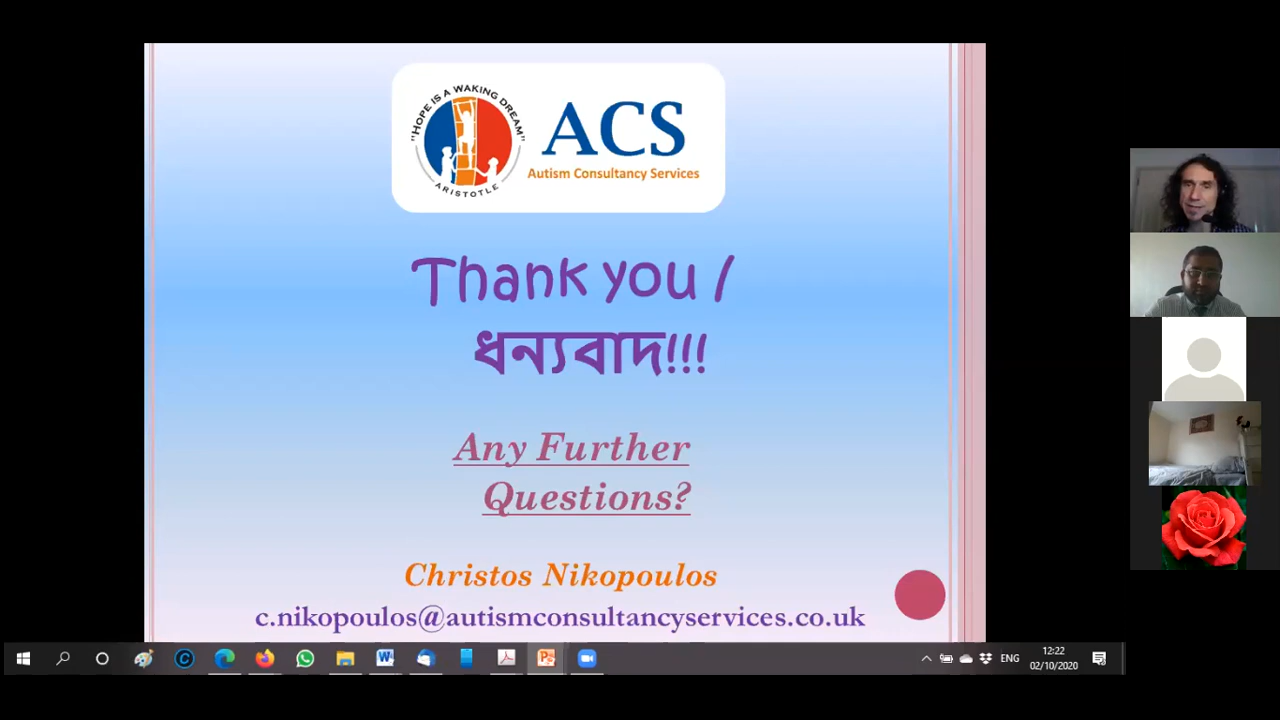 "HOPE IS A WAKING DREAM"
ARISTOTLE
ACS
Autism Consultancy Services
Thank you /
ধন্যবাদ!!!
Any Further
Questions?
Christos Nikopoulos
c.nikopoulos@autismconsultancyservices.co.uk
ENG
12:22
02/10/2020